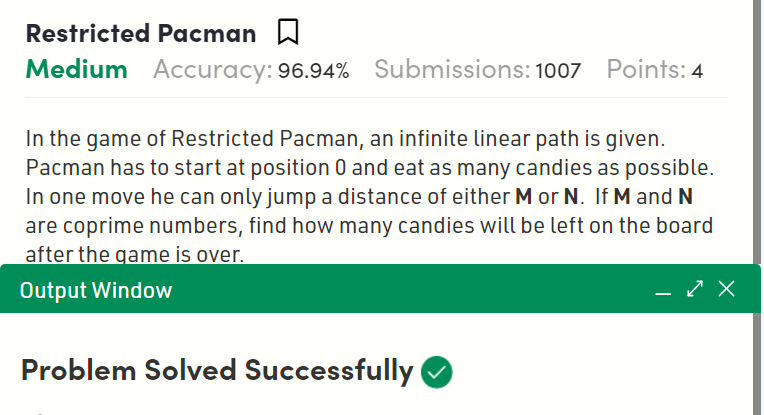 Restricted Pacman
Medium Accuracy: 96.94% Submissions: 1007 Points: 4
In the game of Restricted Pacman, an infinite linear path is given.
Pacman has to start at position 0 and eat as many candies as possible.
In one move he can only jump a distance of either M or N. If M and N
are coprime numbers, find how many candies will be left on the board
after the game is over.
Output Window
Problem Solved Successfully